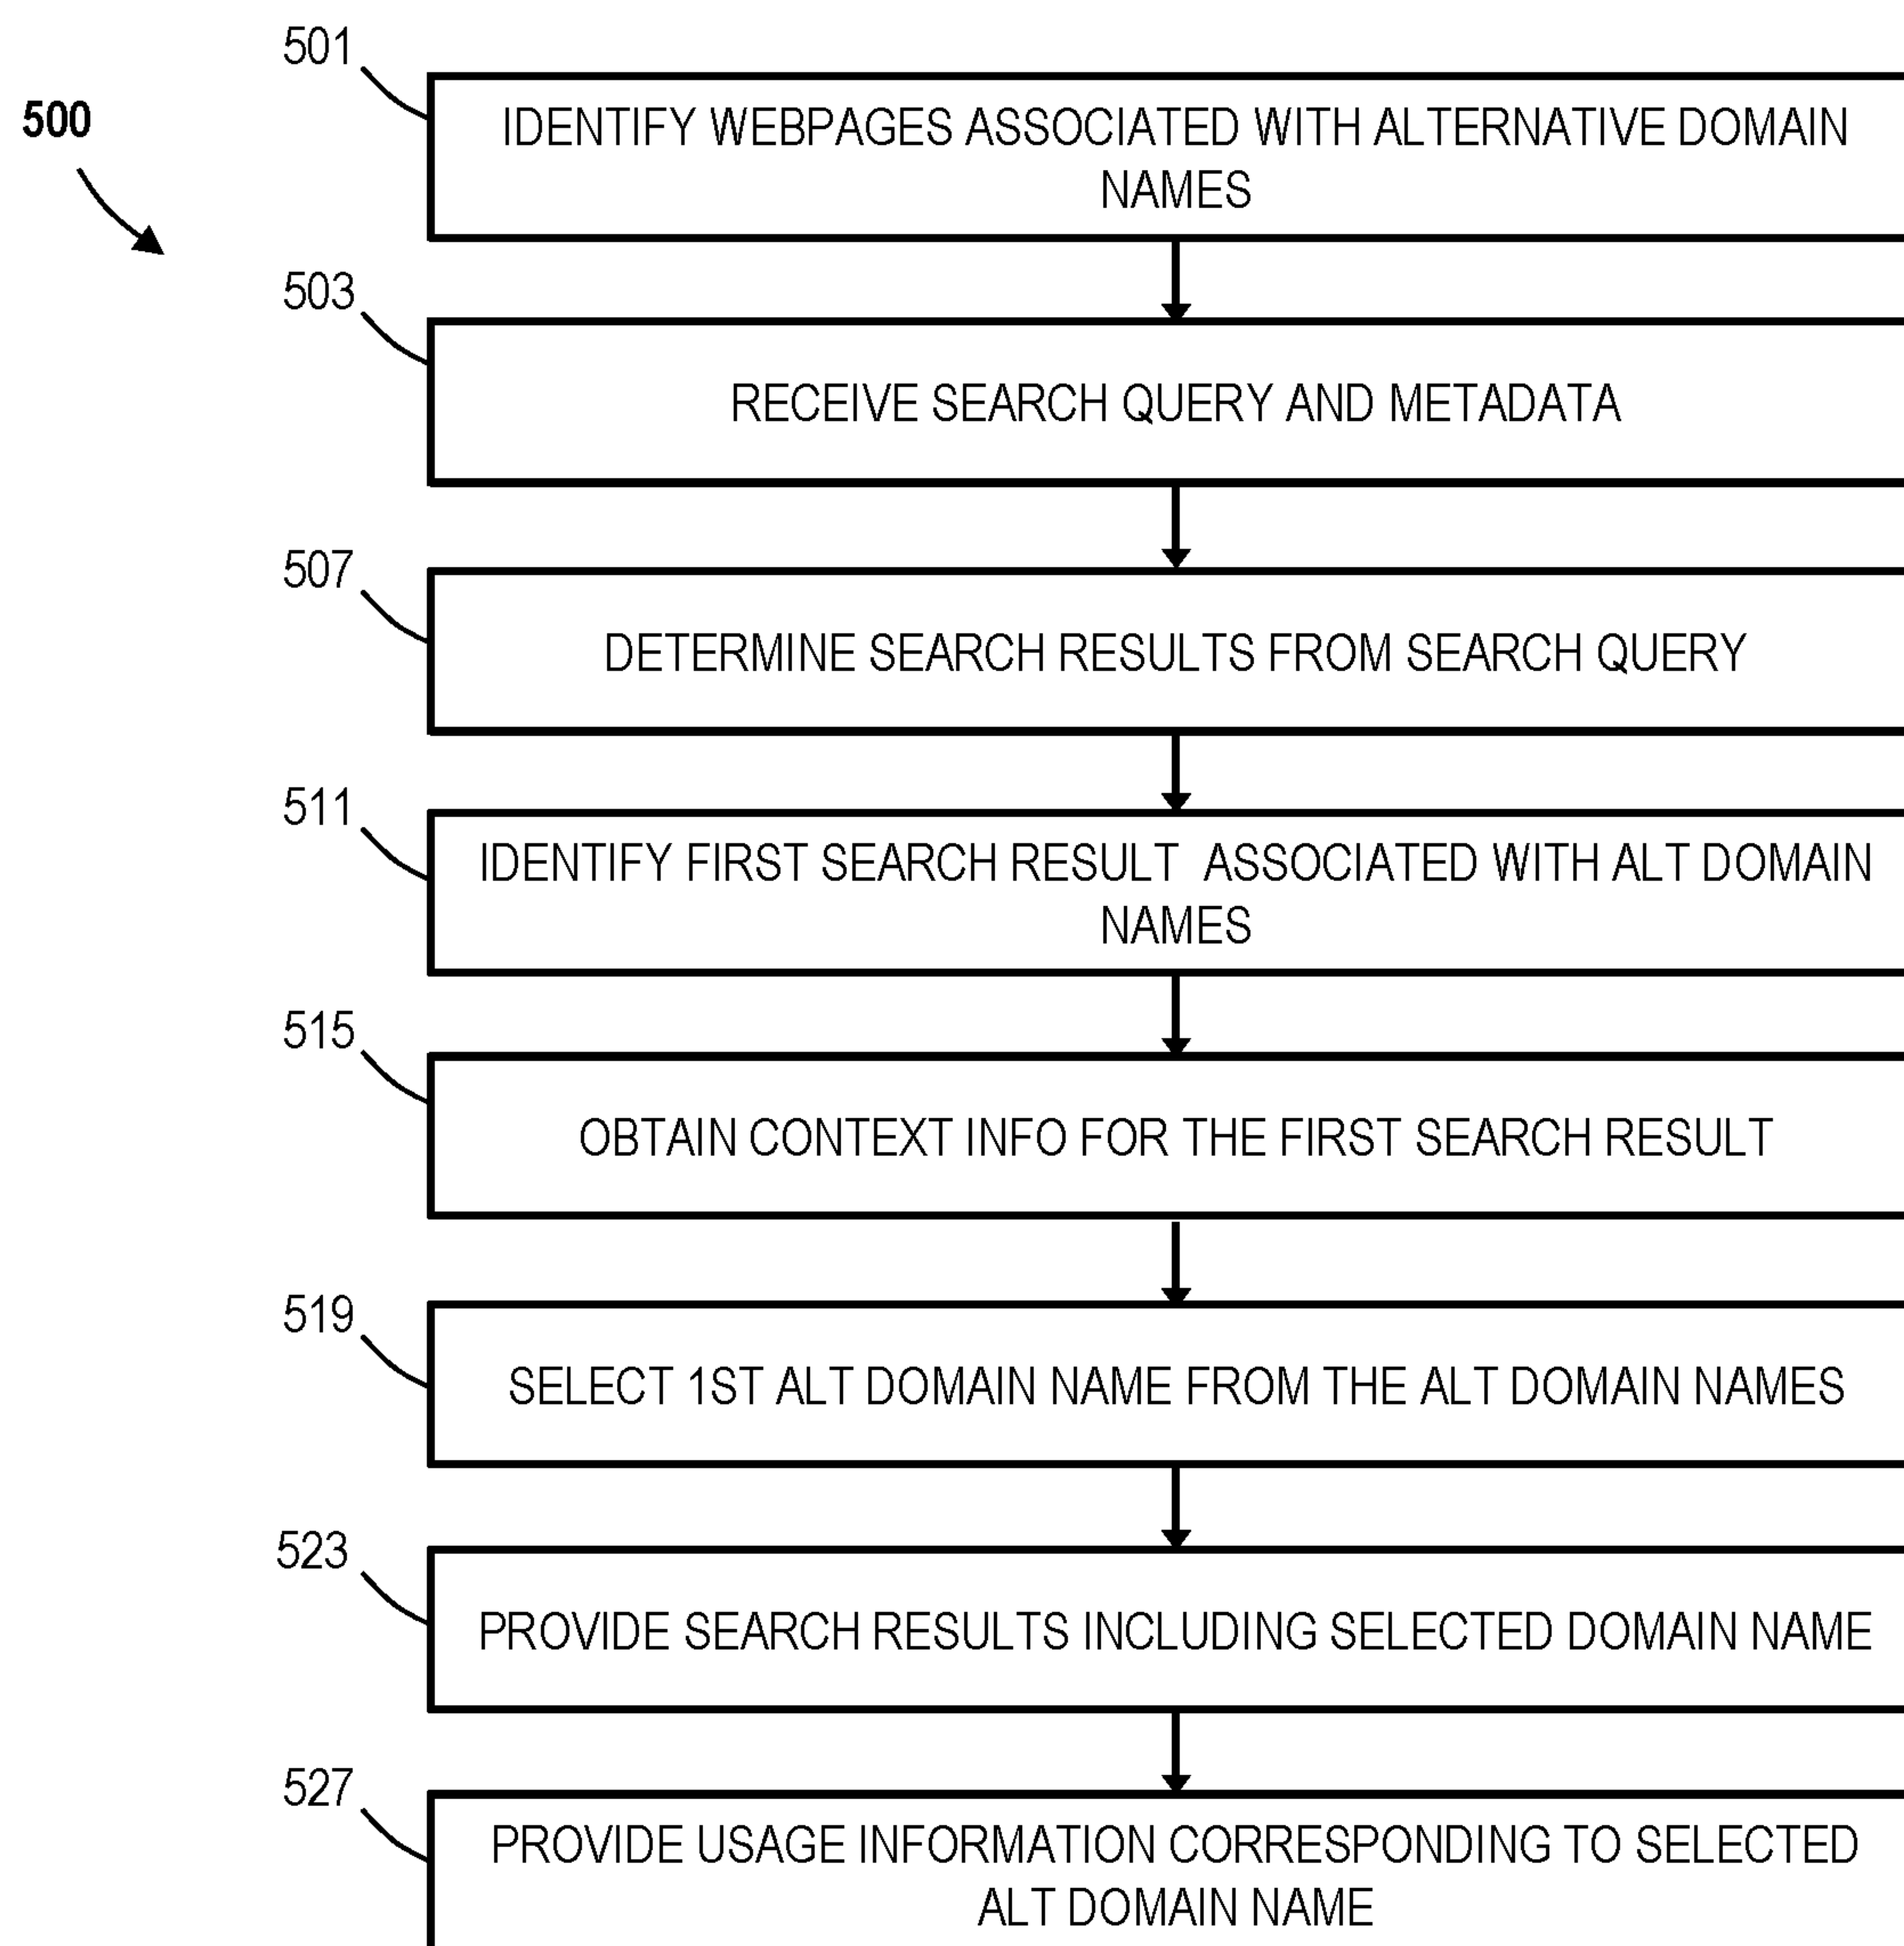 501
500
IDENTIFY WEBPAGES ASSOCIATED WITH ALTERNATIVE DOMAIN
NAMES
503
RECEIVE SEARCH QUERY AND METADATA
507
DETERMINE SEARCH RESULTS FROM SEARCH QUERY
511
IDENTIFY FIRST SEARCH RESULT ASSOCIATED WITH ALT DOMAIN
NAMES
515
OBTAIN CONTEXT INFO FOR THE FIRST SEARCH RESULT
519
SELECT 1ST ALT DOMAIN NAME FROM THE ALT DOMAIN NAMES
523
PROVIDE SEARCH RESULTS INCLUDING SELECTED DOMAIN NAME
527
PROVIDE USAGE INFORMATION CORRESPONDING TO SELECTED
ALT DOMAIN NAME